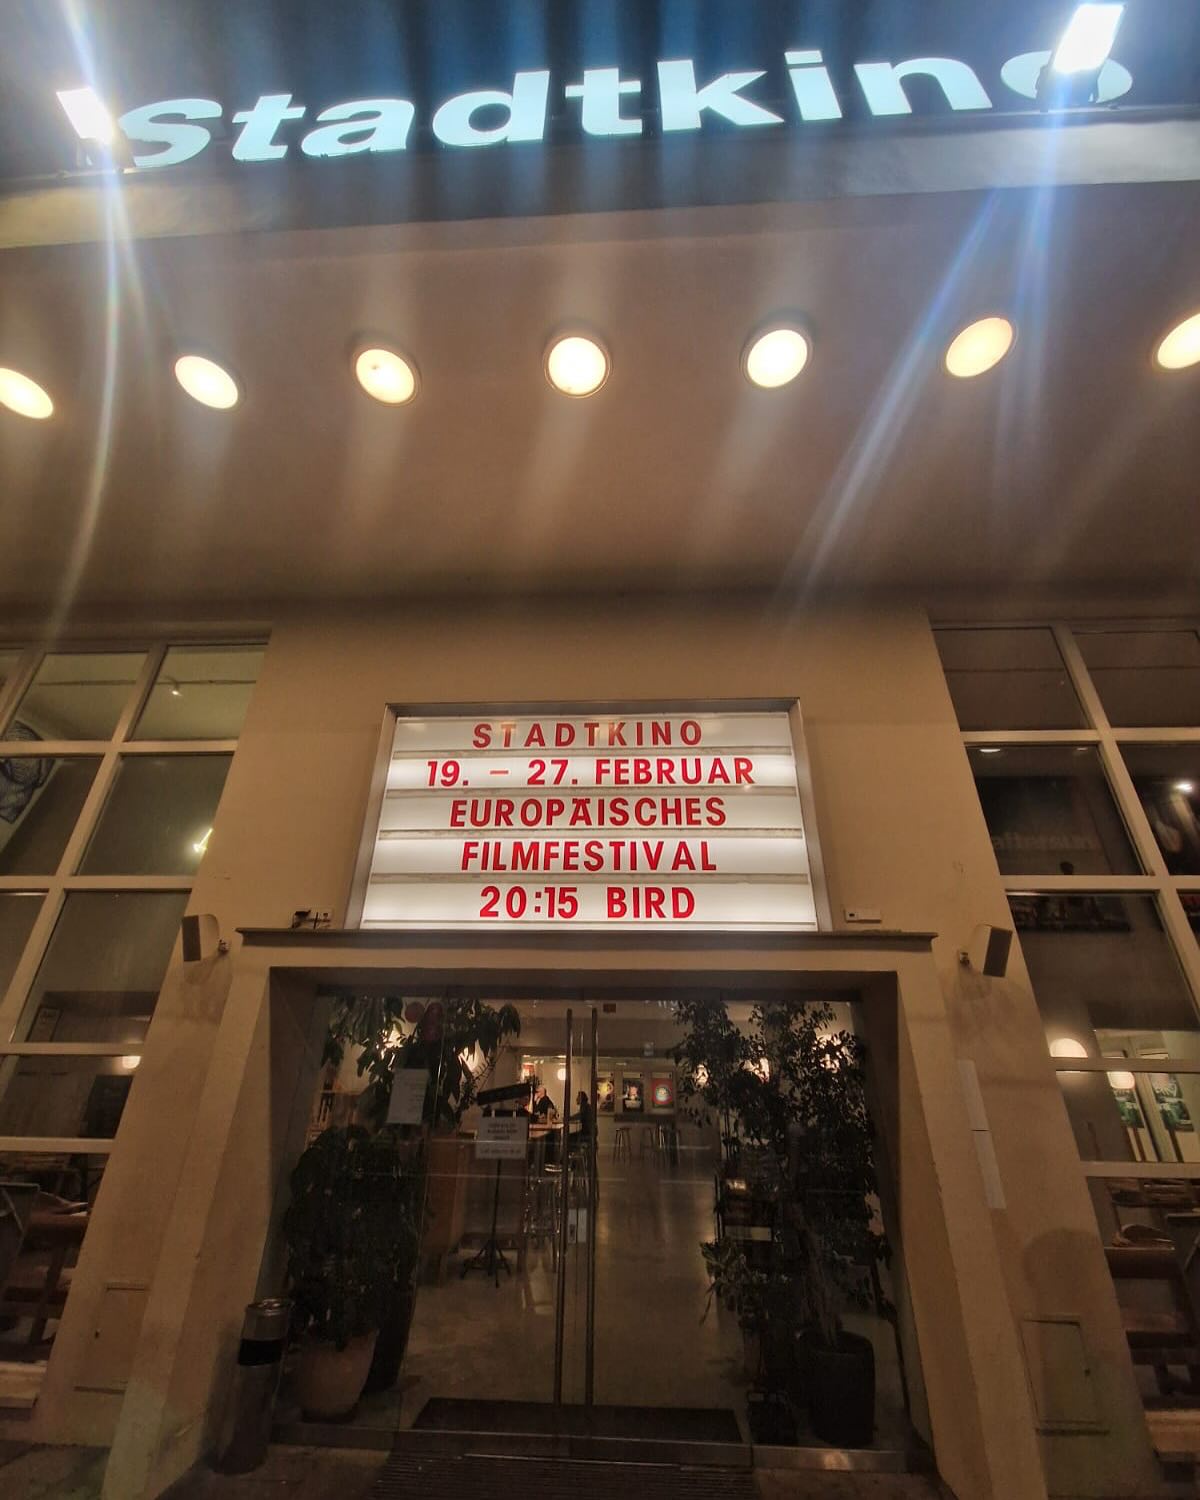 Stadtkino
STADTKINO
19. – 27. FEBRUAR
EUROPÄISCHES
FILMFESTIVAL
20:15 BIRD